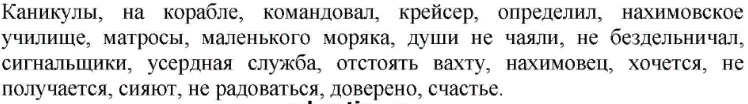 Каникулы, на корабле, командовал, крейсер, определил, нахимовское
училище, матросы, маленького моряка, души не чаяли, не бездельничал,
сигнальщики, усердная служба, отстоять вахту, нахимовец, хочется, не
получается, сияют, не радоваться, доверено, счастье.